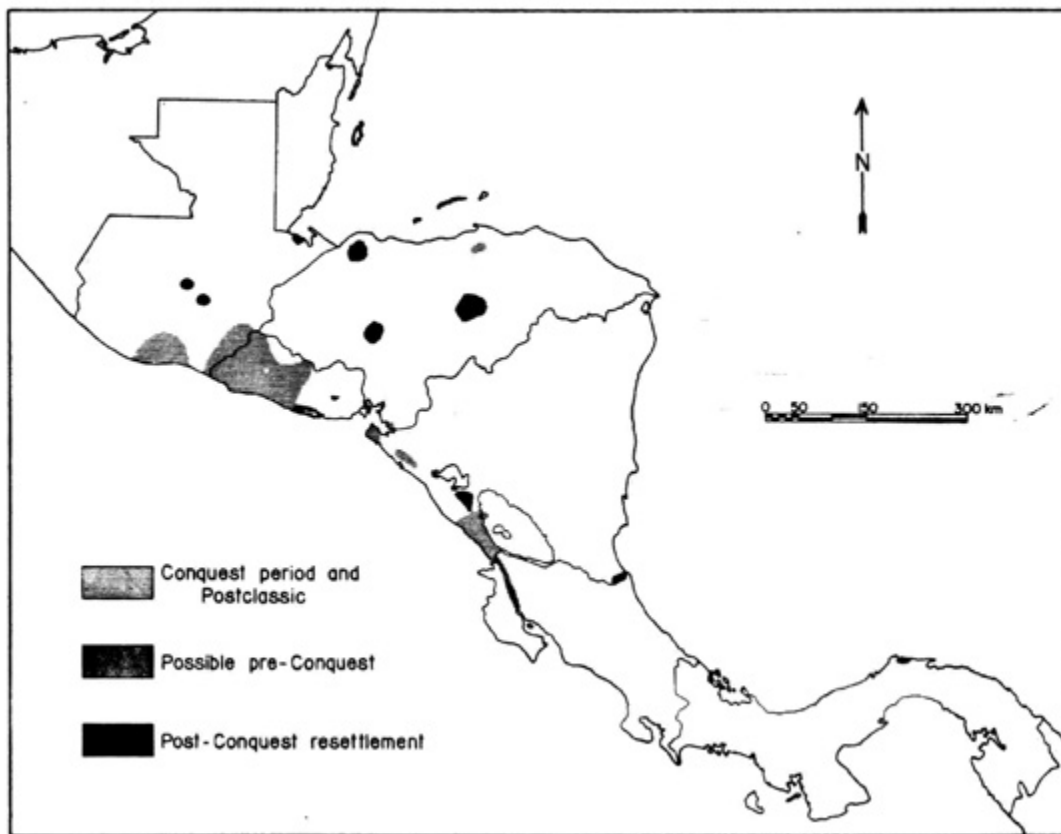 N
0 50 150 300 km
Conquest period and
Postclassic
Possible pre-Conquest
Post-Conquest resettlement